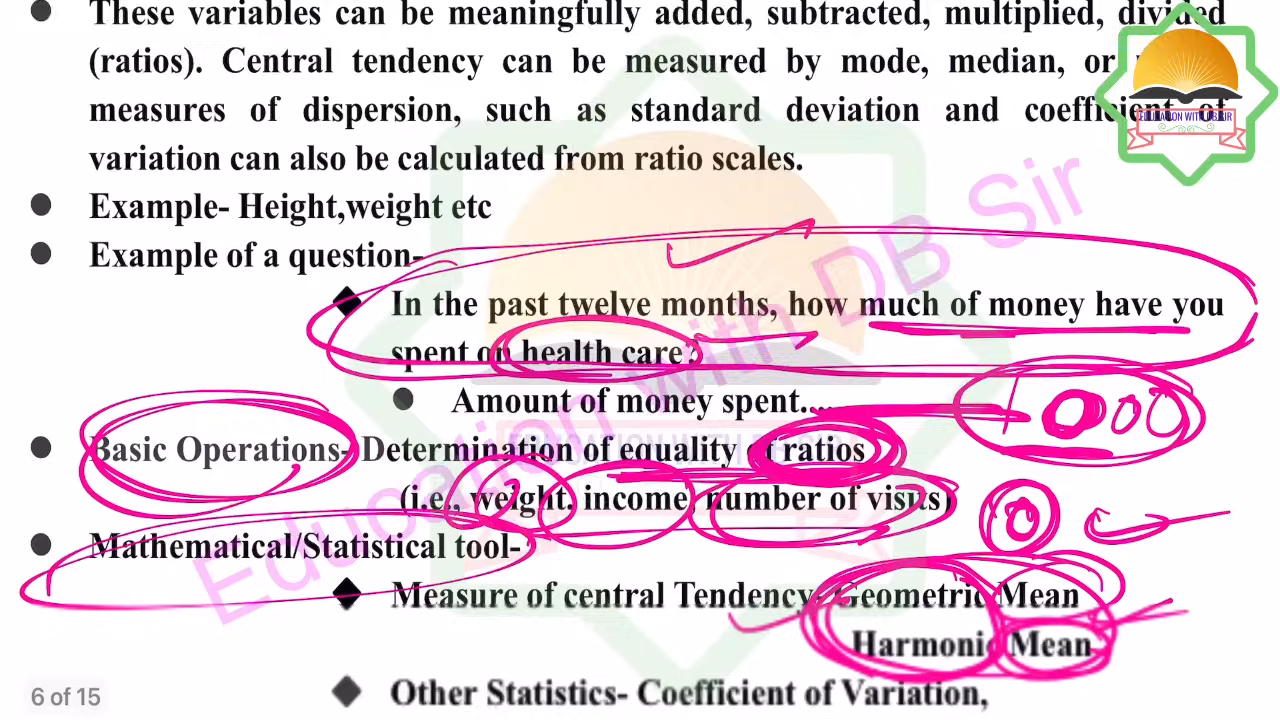 These variables can be meaningfully added, subtracted, multiplied, divided
(ratios). Central tendency can be measured by mode, median, or
measures of dispersion, such as standard deviation and coefficient of
variation can also be calculated from ratio scales.
Example- Height,weight etc
Example of a question-
In the past twelve months, how much of money have you
spent on health care?
Amount of money spent.....
1000
Basic Operations- Determination of equality of ratios
(i.e., weight, income, number of visits)
0
Mathematical/Statistical tool-
Measure of central Tendency- Geometric Mean
Harmonic Mean
Other Statistics- Coefficient of Variation,
6 of 15
Education with DB Sir
EDUCATION WITH DB SIR